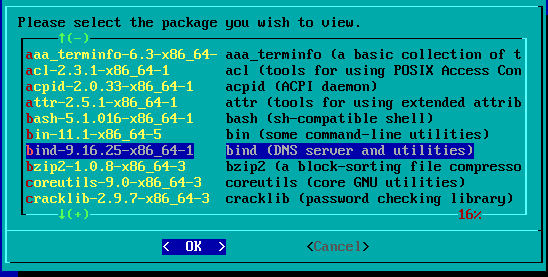 Please select the package you wish to view.
↑(-)
aaa_terminfo-6.3-x86_64- aaa_terminfo (a basic collection of t
acl-2.3.1-x86_64-1 acl (tools for using POSIX Access Con
acpid-2.0.33-x86_64-1 acpid (ACPI daemon)
attr-2.5.1-x86_64-1 attr (tools for using extended attrib
bash-5.1.016-x86_64-1 bash (sh-compatible shell)
bin-11.1-x86_64-5 bin (some command-line utilities)
bind-9.16.25-x86_64-1 bind (DNS server and utilities)
bzip2-1.0.8-x86_64-3 bzip2 (a block-sorting file compresso
coreutils-9.0-x86_64-3 coreutils (core GNU utilities)
cracklib-2.9.7-x86_64-3 cracklib (password checking library)
↓(+) 16%
< OK > <Cancel>